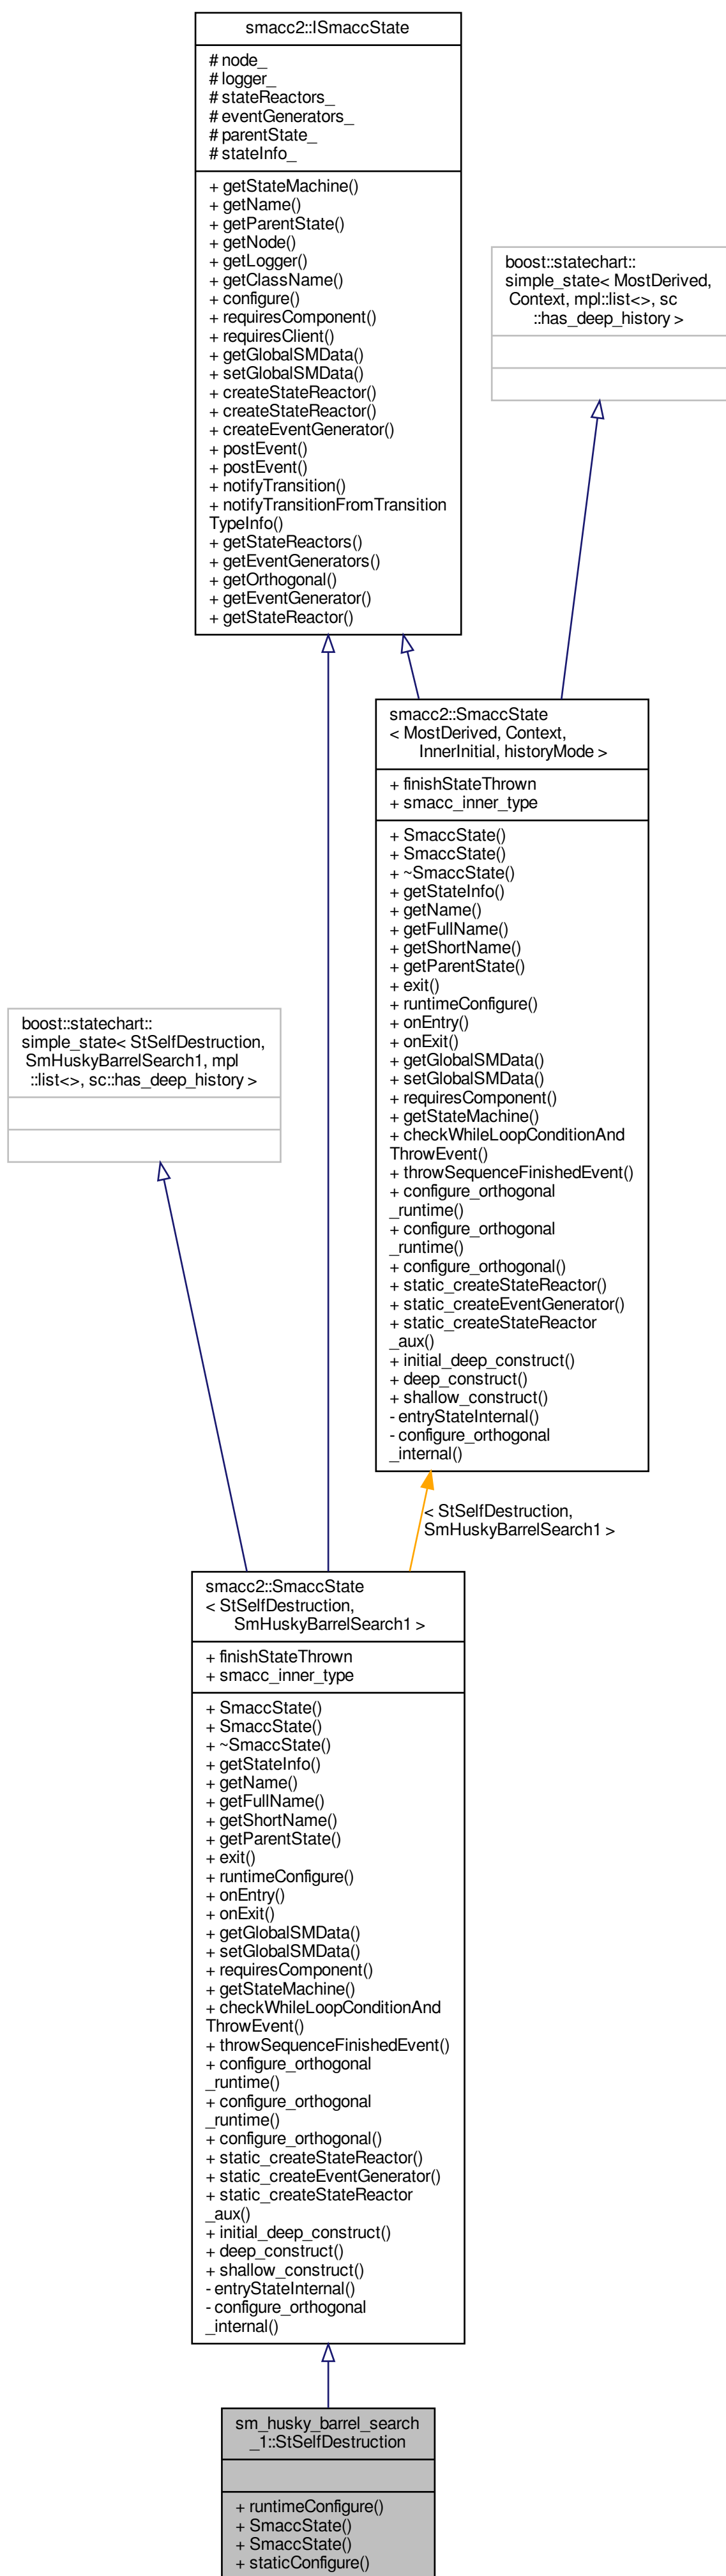 smacc2::ISmaccState
# node_
# logger_
# stateReactors_
# eventGenerators_
# parentState_
# stateInfo_
+ getStateMachine()
+ getName()
+ getParentState()
+ getNode()
+ getLogger()
+ getClassName()
+ configure()
+ requiresComponent()
+ requiresClient()
+ getGlobalSMData()
+ setGlobalSMData()
+ createStateReactor()
+ createStateReactor()
+ createEventGenerator()
+ postEvent()
+ postEvent()
+ notifyTransition()
+ notifyTransitionFromTransition
TypeInfo()
+ getStateReactors()
+ getEventGenerators()
+ getOrthogonal()
+ getEventGenerator()
+ getStateReactor()
boost::statechart::
simple_state< MostDerived,
Context, mpl::list<>, sc
::has_deep_history >
smacc2::SmaccState
< MostDerived, Context,
InnerInitial, historyMode >
+ finishStateThrown
+ smacc_inner_type
+ SmaccState()
+ SmaccState()
+ ~SmaccState()
+ getStateInfo()
+ getName()
+ getFullName()
+ getShortName()
+ getParentState()
+ exit()
+ runtimeConfigure()
+ onEntry()
+ onExit()
+ getGlobalSMData()
+ setGlobalSMData()
+ requiresComponent()
+ getStateMachine()
+ checkWhileLoopConditionAnd
ThrowEvent()
+ throwSequenceFinishedEvent()
+ configure_orthogonal
_runtime()
+ configure_orthogonal
_runtime()
+ configure_orthogonal()
+ static_createStateReactor()
+ static_createEventGenerator()
+ static_createStateReactor
_aux()
+ initial_deep_construct()
+ deep_construct()
+ shallow_construct()
- entryStateInternal()
- configure_orthogonal
_internal()
boost::statechart::
simple_state< StSelfDestruction,
SmHuskyBarrelSearch1, mpl
::list<>, sc::has_deep_history >
< StSelfDestruction,
SmHuskyBarrelSearch1 >
smacc2::SmaccState
< StSelfDestruction,
SmHuskyBarrelSearch1 >
+ finishStateThrown
+ smacc_inner_type
+ SmaccState()
+ SmaccState()
+ ~SmaccState()
+ getStateInfo()
+ getName()
+ getFullName()
+ getShortName()
+ getParentState()
+ exit()
+ runtimeConfigure()
+ onEntry()
+ onExit()
+ getGlobalSMData()
+ setGlobalSMData()
+ requiresComponent()
+ getStateMachine()
+ checkWhileLoopConditionAnd
ThrowEvent()
+ throwSequenceFinishedEvent()
+ configure_orthogonal
_runtime()
+ configure_orthogonal
_runtime()
+ configure_orthogonal()
+ static_createStateReactor()
+ static_createEventGenerator()
+ static_createStateReactor
_aux()
+ initial_deep_construct()
+ deep_construct()
+ shallow_construct()
- entryStateInternal()
- configure_orthogonal
_internal()
sm_husky_barrel_search
_1::StSelfDestruction
+ runtimeConfigure()
+ SmaccState()
+ SmaccState()
+ staticConfigure()